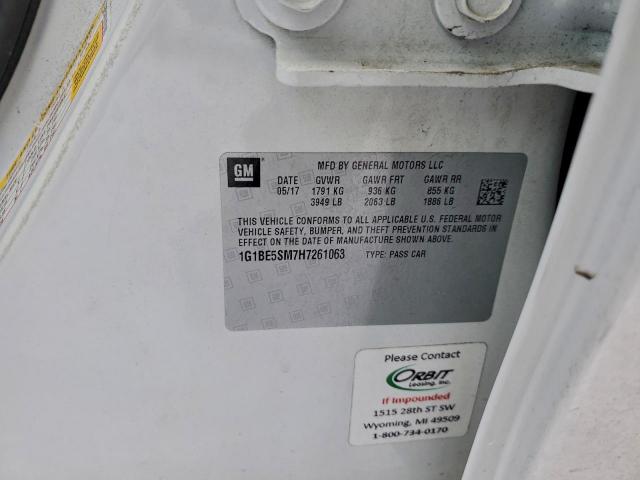 GM
MFD BY GENERAL MOTORS LLC
DATE GVWR GAWR FRT GAWR RR
05/17 1791 KG 936 KG 855 KG
3949 LB 2063 LB 1886 LB
THIS VEHICLE CONFORMS TO ALL APPLICABLE U.S. FEDERAL MOTOR
VEHICLE SAFETY, BUMPER, AND THEFT PREVENTION STANDARDS IN
EFFECT ON THE DATE OF MANUFACTURE SHOWN ABOVE.
1G1BE5SM7H7261063 TYPE: PASS CAR
Please Contact
ORBIT
Leasing, Inc.
If Impounded
1515 28th ST SW
Wyoming, MI 49509
1-800-734-0170